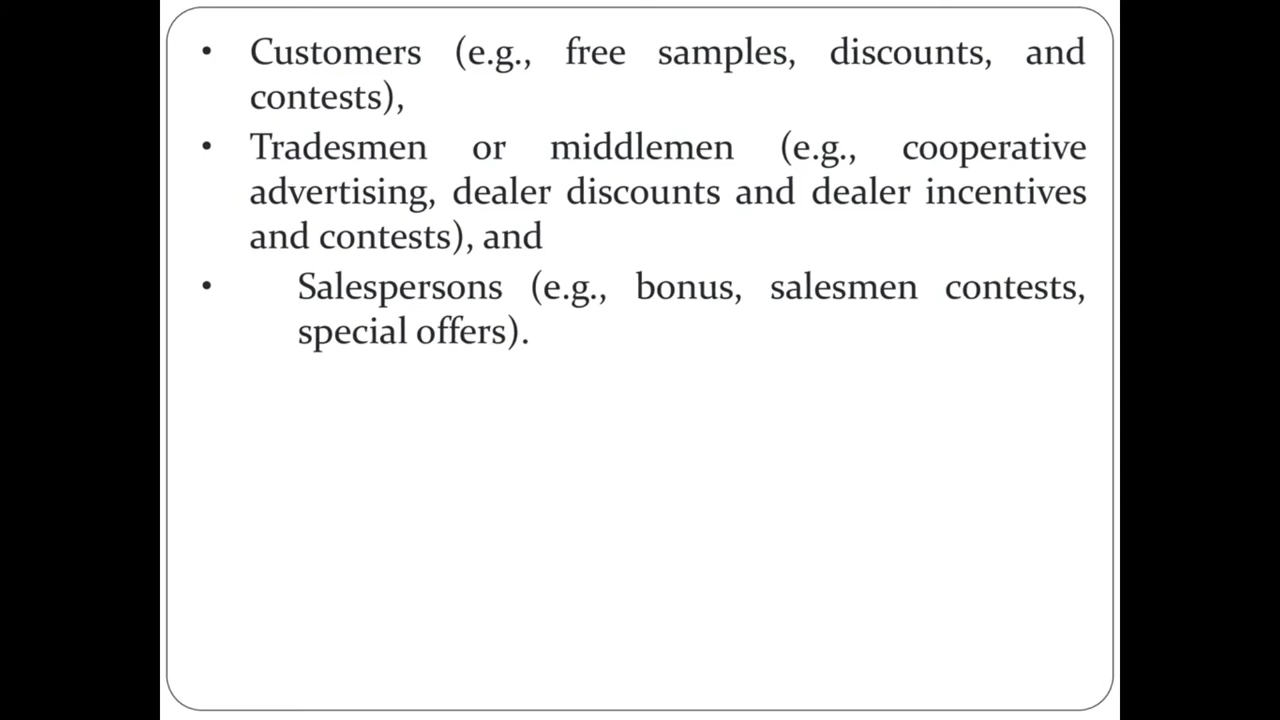 • Customers (e.g., free samples, discounts, and
contests),
• Tradesmen or middlemen (e.g., cooperative
advertising, dealer discounts and dealer incentives
and contests), and
• Salespersons (e.g., bonus, salesmen contests,
special offers).